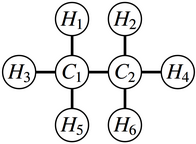 H₁ H₂
H₃ C₁ C₂ H₄
H₅ H₆